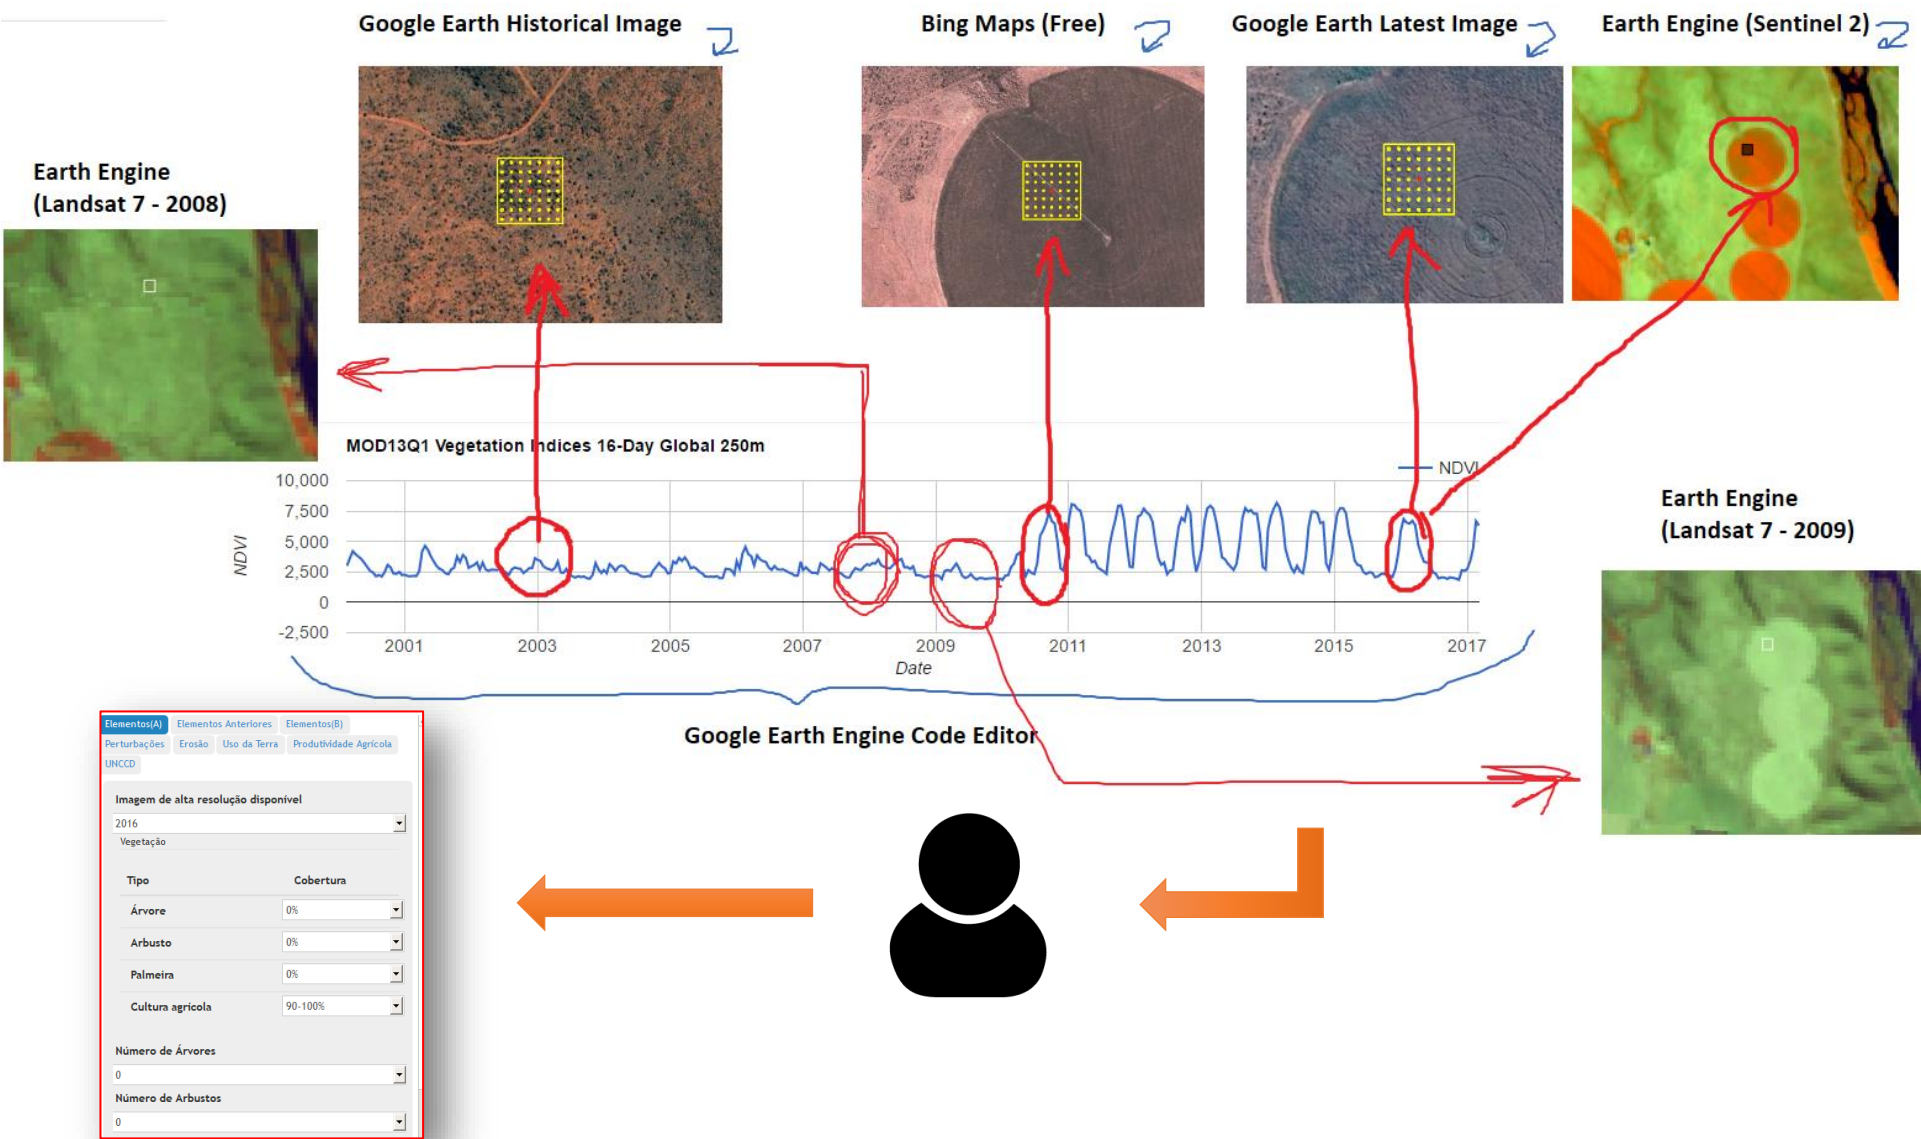 Google Earth Historical Image
Bing Maps (Free)
Google Earth Latest Image
Earth Engine (Sentinel 2)
Earth Engine
(Landsat 7 - 2008)
MOD13Q1 Vegetation Indices 16-Day Global 250m
NDVI
10,000
7,500
5,000
2,500
0
-2,500
NDVI
2001
2003
2005
2007
2009
2011
2013
2015
2017
Date
Earth Engine
(Landsat 7 - 2009)
Google Earth Engine Code Editor
Elementos(A) Elementos Anteriores Elementos(B)
Perturbações Erosão Uso da Terra Produtividade Agrícola
UNCCD
Imagem de alta resolução disponível
2016
Vegetação
Tipo Cobertura
Árvore 0%
Arbusto 0%
Palmeira 0%
Cultura agrícola 90-100%
Número de Árvores
0
Número de Arbustos
0